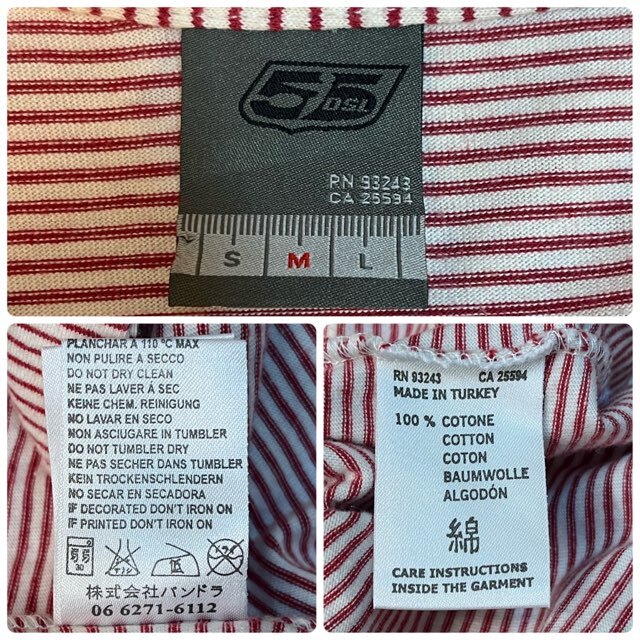 55
DSL
RN 93243
CA 25594
S M L
PLANCHAR A 110 °C MAX
NON PULIRE A SECCO
DO NOT DRY CLEAN
NE PAS LAVER À SEC
KEINE CHEM. REINIGUNG
NO LAVAR EN SECO
NON ASCIUGARE IN TUMBLER
DO NOT TUMBLER DRY
NE PAS SECHER DANS TUMBLER
KEIN TROCKENSCHLENDERN
NO SECAR EN SECADORA
IF DECORATED DON'T IRON ON
IF PRINTED DON'T IRON ON
弱 30
株式会社パンドラ
06 6271-6112
RN 93243 CA 25594
MADE IN TURKEY
100 % COTONE
COTTON
COTON
BAUMWOLLE
ALGODÓN
綿
CARE INSTRUCTIONS
INSIDE THE GARMENT